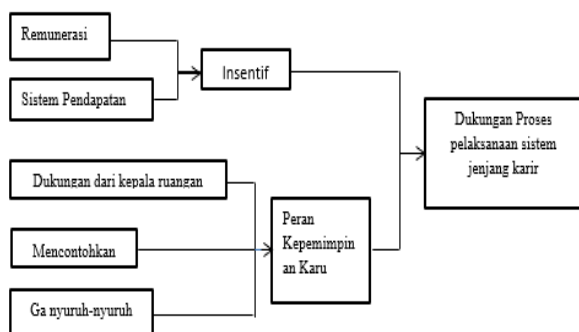 Remunerasi
Sistem Pendapatan
Insentif
Dukungan dari kepala ruangan
Mencontohkan
Ga nyuruh-nyuruh
Peran
Kepemimpin
an Karu
Dukungan Proses
pelaksanaan sistem
jenjang karir